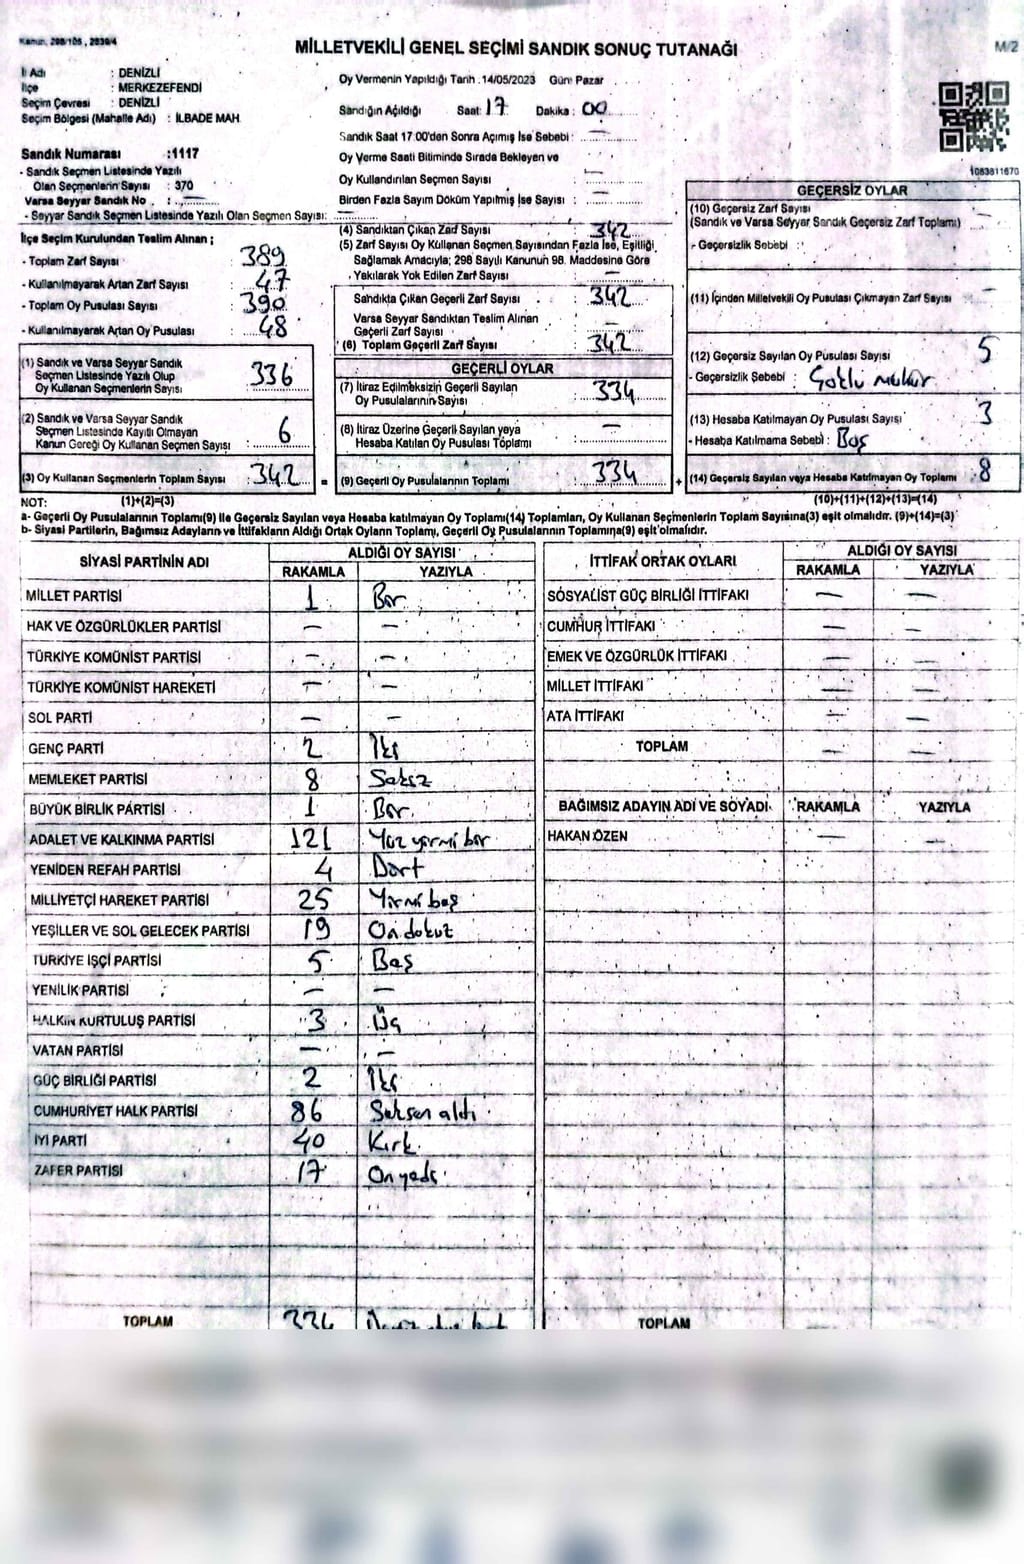 Kanun, 298/105, 2839/4
MİLLETVEKİLİ GENEL SEÇİMİ SANDIK SONUÇ TUTANAĞI
M/2
İl Adı : DENİZLİ
İlçe : MERKEZEFENDİ
Seçim Çevresi : DENİZLİ
Seçim Bölgesi (Mahalle Adı) : İLBADE MAH.
Sandık Numarası :1117
- Sandık Seçmen Listesinde Yazılı
Olan Seçmenlerin Sayısı : 370
Varsa Seyyar Sandık No : —
- Seyyar Sandık Seçmen Listesinde Yazılı Olan Seçmen Sayısı: —
Oy Vermenin Yapıldığı Tarih :14/05/2023 Gün: Pazar
Sandığın Açıldığı Saat: 17 Dakika : 00
Sandık Saat 17.00'den Sonra Açımış İse Sebebi : —
Oy Verme Saati Bitiminde Sırada Bekleyen ve
Oy Kullandırılan Seçmen Sayısı : —
Birden Fazla Sayım Döküm Yapılmış İse Sayısı : —
1083811670
İlçe Seçim Kurulundan Teslim Alınan ;
- Toplam Zarf Sayısı : 389
- Kullanılmayarak Artan Zarf Sayısı : 47
- Toplam Oy Pusulası Sayısı : 390
- Kullanılmayarak Artan Oy Pusulası : 48
(1) Sandık ve Varsa Seyyar Sandık
Seçmen Listesinde Yazılı Olup
Oy Kullanan Seçmenlerin Sayısı : 336
(2) Sandık ve Varsa Seyyar Sandık
Seçmen Listesinde Kayıtlı Olmayan
Kanun Gereği Oy Kullanan Seçmen Sayısı : 6
(3) Oy Kullanan Seçmenlerin Toplam Sayısı : 342 =
(4) Sandıktan Çıkan Zarf Sayısı : 342
(5) Zarf Sayısı Oy Kullanan Seçmen Sayısından Fazla İse, Eşitliği
Sağlamak Amacıyla; 298 Sayılı Kanunun 98. Maddesine Göre
Yakılarak Yok Edilen Zarf Sayısı : —
Sandıkta Çıkan Geçerli Zarf Sayısı : 342
Varsa Seyyar Sandıktan Teslim Alınan
Geçerli Zarf Sayısı : —
(6) Toplam Geçerli Zarf Sayısı : 342
GEÇERLİ OYLAR
(7) İtiraz Edilmeksizin Geçerli Sayılan
Oy Pusulalarının Sayısı : 334
(8) İtiraz Üzerine Geçerli Sayılan veya
Hesaba Katılan Oy Pusulası Toplamı : —
(9) Geçerli Oy Pusulalarının Toplamı : 334 +
GEÇERSİZ OYLAR
(10) Geçersiz Zarf Sayısı
(Sandık ve Varsa Seyyar Sandık Geçersiz Zarf Toplamı) —
- Geçersizlik Sebebi :
(11) İçinden Milletvekili Oy Pusulası Çıkmayan Zarf Sayısı —
(12) Geçersiz Sayılan Oy Pusulası Sayısı 5
- Geçersizlik Sebebi :
(13) Hesaba Katılmayan Oy Pusulası Sayısı 3
- Hesaba Katılmama Sebebi : Boş
(14) Geçersiz Sayılan veya Hesaba Katılmayan Oy Toplamı : 8
NOT: (1)+(2)=(3) (10)+(11)+(12)+(13)=(14)
a- Geçerli Oy Pusulalarının Toplamı(9) ile Geçersiz Sayılan veya Hesaba katılmayan Oy Toplamı(14) Toplamları, Oy Kullanan Seçmenlerin Toplam Sayısına(3) eşit olmalıdır. (9)+(14)=(3)
b- Siyasi Partilerin, Bağımsız Adayların ve İttifakların Aldığı Ortak Oyların Toplamı, Geçerli Oy Pusulalarının Toplamına(9) eşit olmalıdır.
SİYASİ PARTİNİN ADI ALDIĞI OY SAYISI
RAKAMLA YAZIYLA
MİLLET PARTİSİ 1 Bir
HAK VE ÖZGÜRLÜKLER PARTİSİ — —
TÜRKİYE KOMÜNİST PARTİSİ — —
TÜRKİYE KOMÜNİST HAREKETİ — —
SOL PARTİ — —
GENÇ PARTİ 2 İki
MEMLEKET PARTİSİ 8 Sekiz
BÜYÜK BİRLİK PARTİSİ 1 Bir
ADALET VE KALKINMA PARTİSİ 121 Yüz yirmi bir
YENİDEN REFAH PARTİSİ 4 Dört
MİLLİYETÇİ HAREKET PARTİSİ 25 Yirmi beş
YEŞİLLER VE SOL GELECEK PARTİSİ 19 On dokuz
TÜRKİYE İŞÇİ PARTİSİ 5 Beş
YENİLİK PARTİSİ — —
HALKIN KURTULUŞ PARTİSİ 3 Üç
VATAN PARTİSİ — —
GÜÇ BİRLİĞİ PARTİSİ 2 İki
CUMHURİYET HALK PARTİSİ 86 Seksen altı
İYİ PARTİ 40 Kırk
ZAFER PARTİSİ 17 On yedi
TOPLAM 334
İTTİFAK ORTAK OYLARI ALDIĞI OY SAYISI
RAKAMLA YAZIYLA
SOSYALİST GÜÇ BİRLİĞİ İTTİFAKI — —
CUMHUR İTTİFAKI — —
EMEK VE ÖZGÜRLÜK İTTİFAKI — —
MİLLET İTTİFAKI — —
ATA İTTİFAKI — —
TOPLAM — —
BAĞIMSIZ ADAYIN ADI VE SOYADI RAKAMLA YAZIYLA
HAKAN ÖZEN — —
TOPLAM